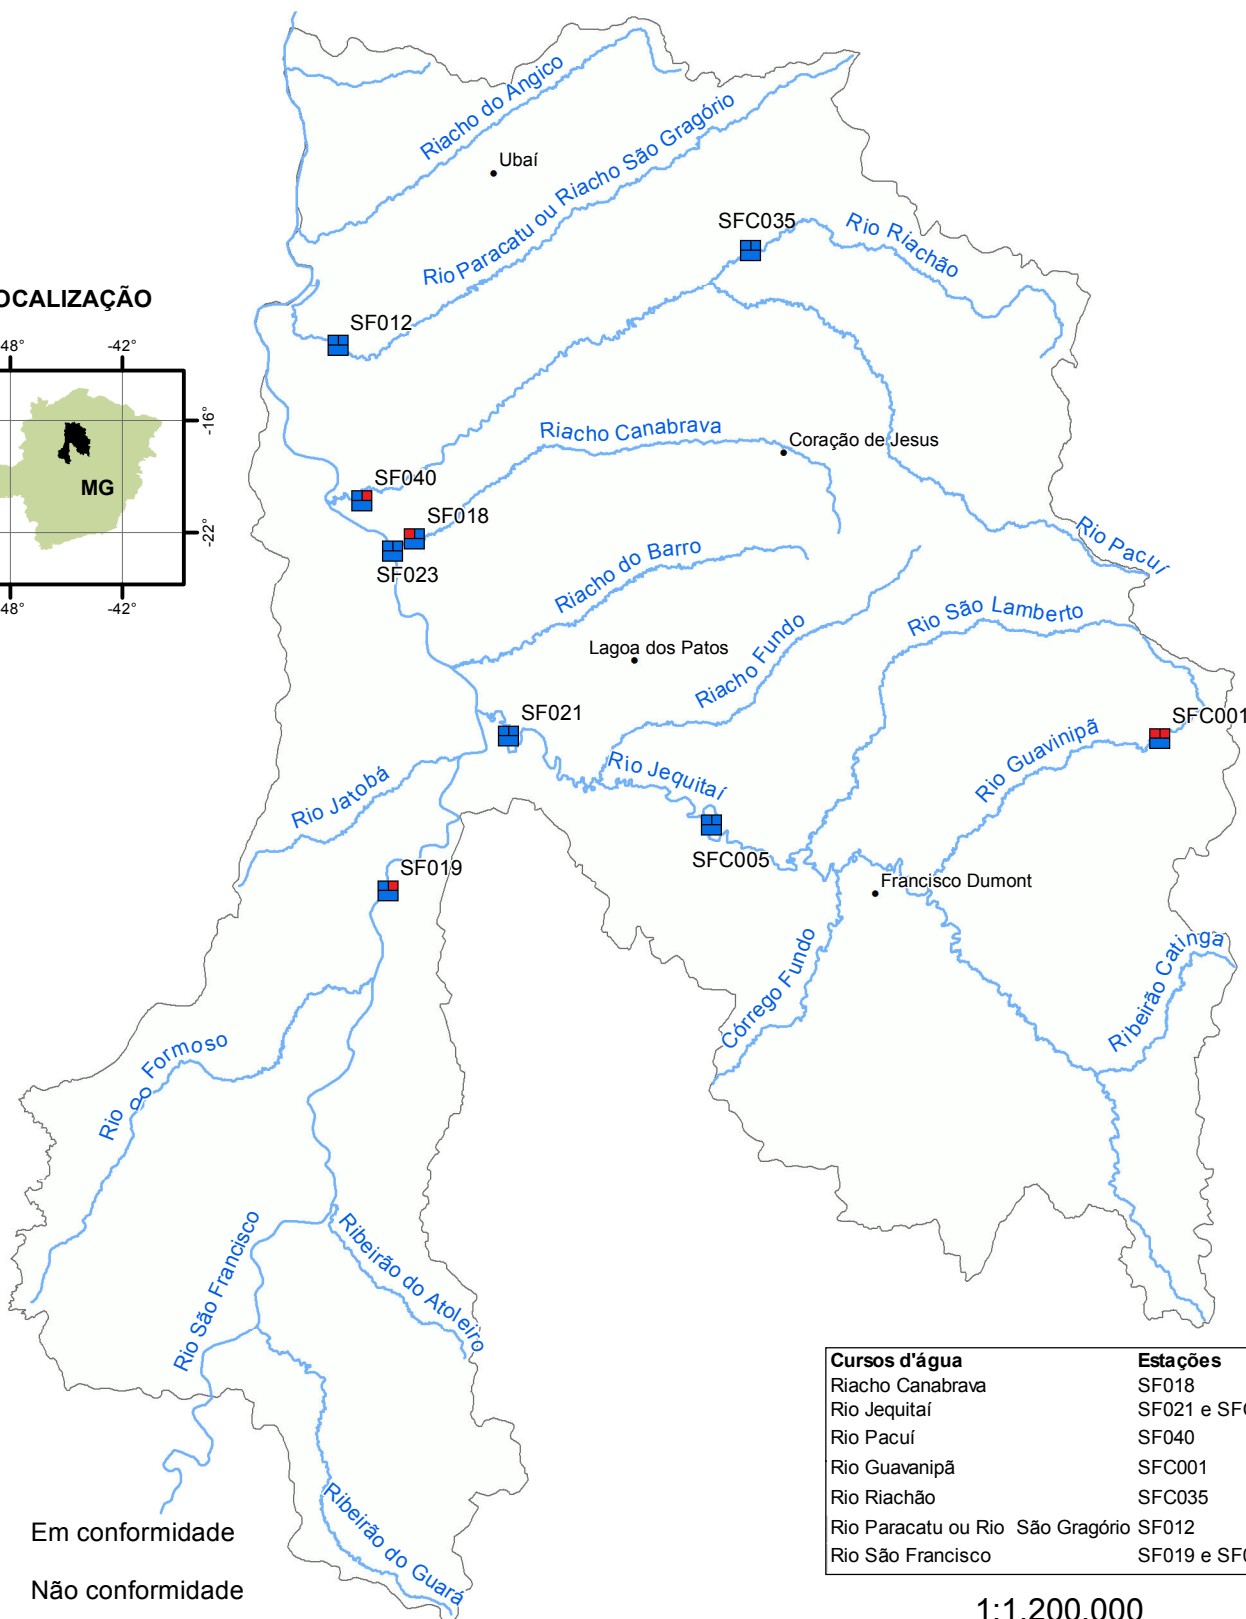 Riacho do Angico
Ubaí
Rio Paracatu ou Riacho São Gragório
SFC035
Rio Riachão
OCALIZAÇÃO
SF012
48°
-42°
-16°
MG
-22°
48°
-42°
Riacho Canabrava
Coração de Jesus
SF040
SF018
SF023
Rio Pacuí
Riacho do Barro
Rio São Lamberto
Lagoa dos Patos
Riacho Fundo
SF021
SFC001
Rio Guavinipã
Rio Jequitaí
Rio Jatobá
SFC005
SF019
Francisco Dumont
Córrego Fundo
Ribeirão Catinga
Rio do Formoso
Rio São Francisco
Ribeirão do Atoleiro
Ribeirão do Guará
Em conformidade
Não conformidade
Cursos d'água Estações
Riacho Canabrava SF018
Rio Jequitaí SF021 e SFC
Rio Pacuí SF040
Rio Guavanipã SFC001
Rio Riachão SFC035
Rio Paracatu ou Rio São Gragório SF012
Rio São Francisco SF019 e SF0
1:1.200.000